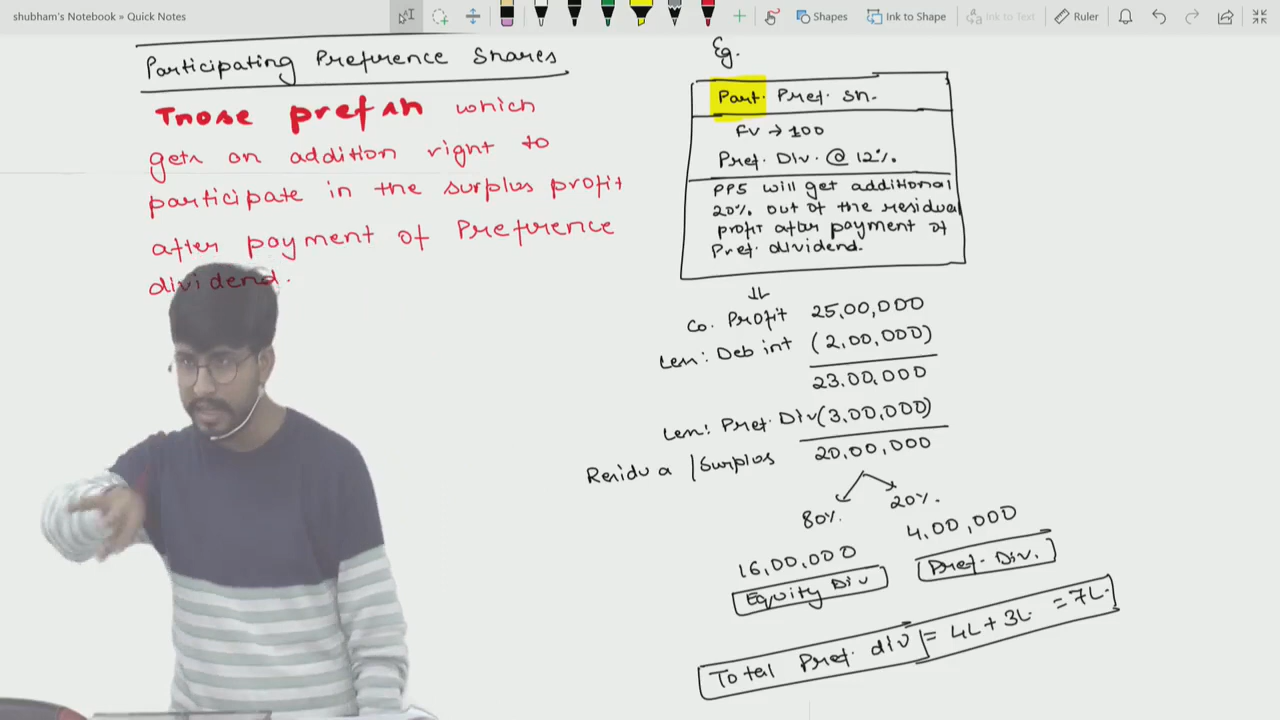 shubham's Notebook » Quick Notes
Shapes
Ink to Shape
Ink to Text
Ruler
Participating Preference Shares
Those pref sh which
gets an addition right to
participate in the surplus profit
after payment of Preference
dividend.
Eg.
Part. Pref. Sh.
FV → 100
Pref. Div. @ 12%.
PPS will get additional
20% out of the residual
profit after payment of
Pref. dividend.
Co. Profit 25,00,000
Less: Deb int (2,00,000)
23,00,000
Less: Pref. Div (3,00,000)
Residua / Surplus 20,00,000
80%. 20%.
16,00,000 4,00,000
Equity Div Pref. Div.
Total Pref. div = 4L + 3L = 7L.